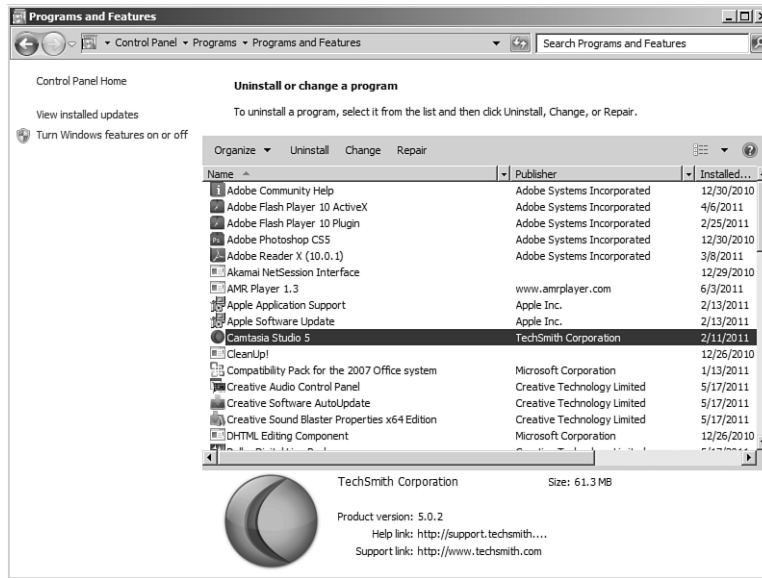 Programs and Features
Control Panel Programs Programs and Features Search Programs and Features
Control Panel Home
View installed updates
Turn Windows features on or off
Uninstall or change a program
To uninstall a program, select it from the list and then click Uninstall, Change, or Repair.
Organize Uninstall Change Repair
Name Publisher Installed...
Adobe Community Help Adobe Systems Incorporated 12/30/2010
Adobe Flash Player 10 ActiveX Adobe Systems Incorporated 4/6/2011
Adobe Flash Player 10 Plugin Adobe Systems Incorporated 2/25/2011
Adobe Photoshop CS5 Adobe Systems Incorporated 12/30/2010
Adobe Reader X (10.0.1) Adobe Systems Incorporated 3/8/2011
Akamai NetSession Interface 12/29/2010
AMR Player 1.3 www.amrplayer.com 6/3/2011
Apple Application Support Apple Inc. 2/13/2011
Apple Software Update Apple Inc. 2/13/2011
Camtasia Studio 5 TechSmith Corporation 2/11/2011
CleanUp! 12/26/2010
Compatibility Pack for the 2007 Office system Microsoft Corporation 1/13/2011
Creative Audio Control Panel Creative Technology Limited 5/17/2011
Creative Software AutoUpdate Creative Technology Limited 5/17/2011
Creative Sound Blaster Properties x64 Edition Creative Technology Limited 5/17/2011
DHTML Editing Component Microsoft Corporation 12/26/2010
TechSmith Corporation Size: 61.3 MB
Product version: 5.0.2
Help link: http://support.techsmith....
Support link: http://www.techsmith.com